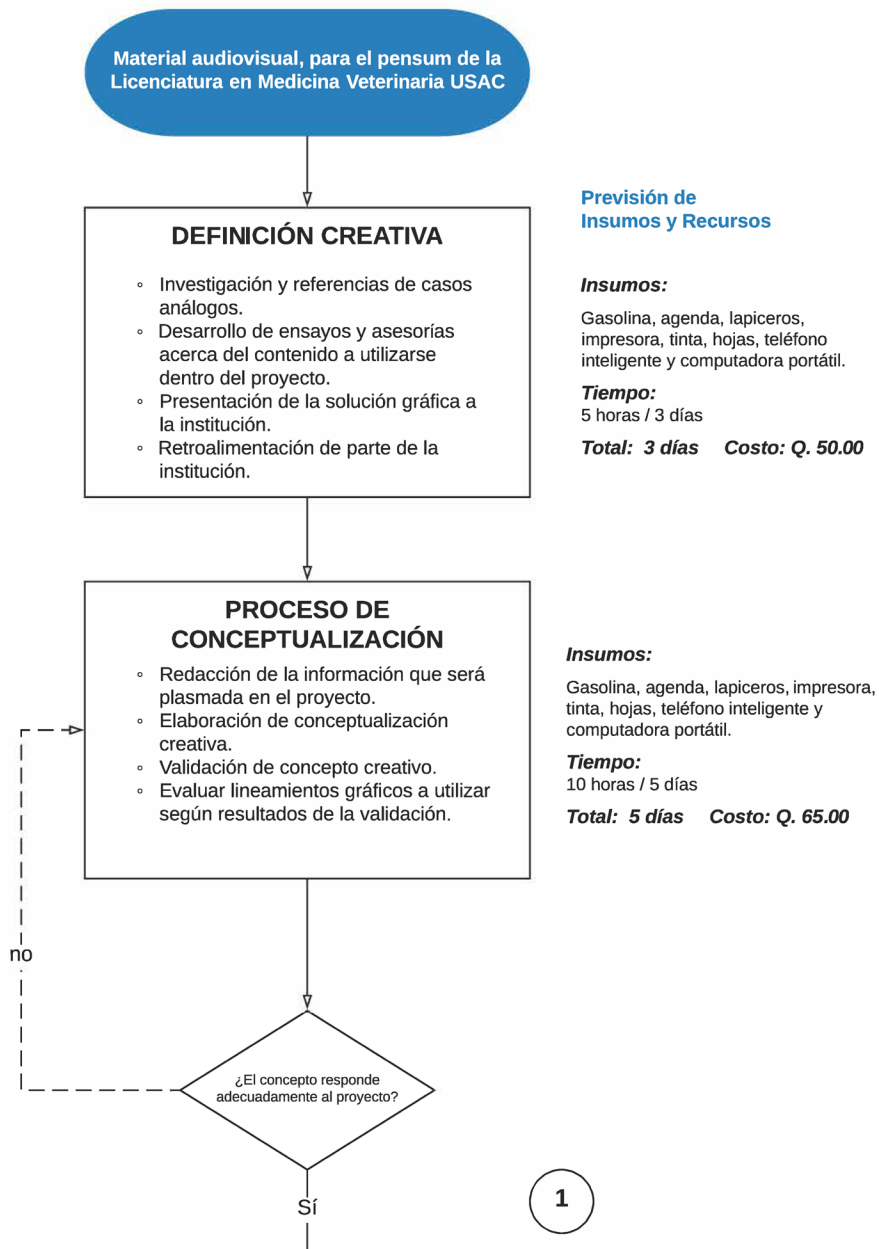 Material audiovisual, para el pensum de la
Licenciatura en Medicina Veterinaria USAC
Previsión de
Insumos y Recursos
DEFINICIÓN CREATIVA
◦ Investigación y referencias de casos
análogos.
◦ Desarrollo de ensayos y asesorías
acerca del contenido a utilizarse
dentro del proyecto.
◦ Presentación de la solución gráfica a
la institución.
◦ Retroalimentación de parte de la
institución.
Insumos:
Gasolina, agenda, lapiceros,
impresora, tinta, hojas, teléfono
inteligente y computadora portátil.
Tiempo:
5 horas / 3 días
Total: 3 días Costo: Q. 50.00
PROCESO DE
CONCEPTUALIZACIÓN
◦ Redacción de la información que será
plasmada en el proyecto.
◦ Elaboración de conceptualización
creativa.
◦ Validación de concepto creativo.
◦ Evaluar lineamientos gráficos a utilizar
según resultados de la validación.
Insumos:
Gasolina, agenda, lapiceros, impresora,
tinta, hojas, teléfono inteligente y
computadora portátil.
Tiempo:
10 horas / 5 días
Total: 5 días Costo: Q. 65.00
no
¿El concepto responde
adecuadamente al proyecto?
Sí
1